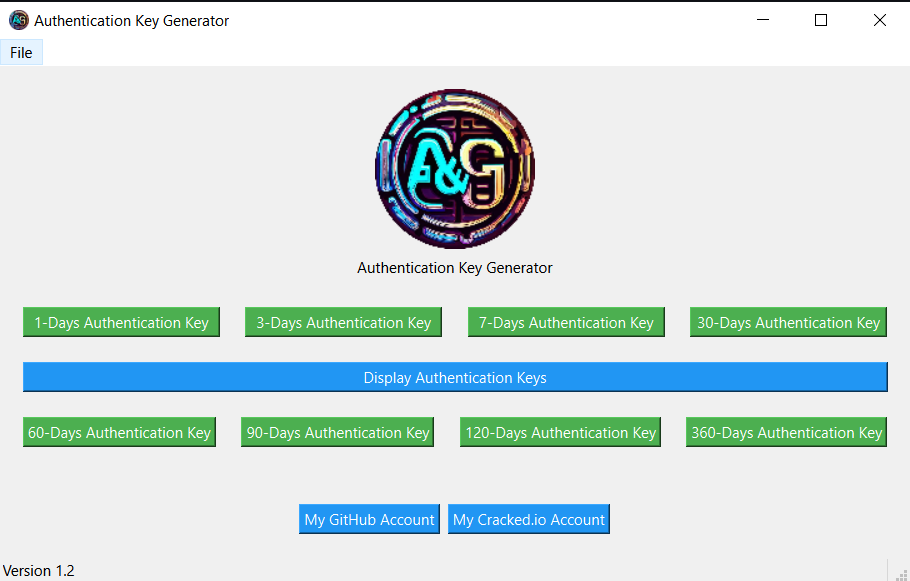 A&G Authentication Key Generator
File
A&G
Authentication Key Generator
1-Days Authentication Key 3-Days Authentication Key 7-Days Authentication Key 30-Days Authentication Key
Display Authentication Keys
60-Days Authentication Key 90-Days Authentication Key 120-Days Authentication Key 360-Days Authentication Key
My GitHub Account My Cracked.io Account
Version 1.2